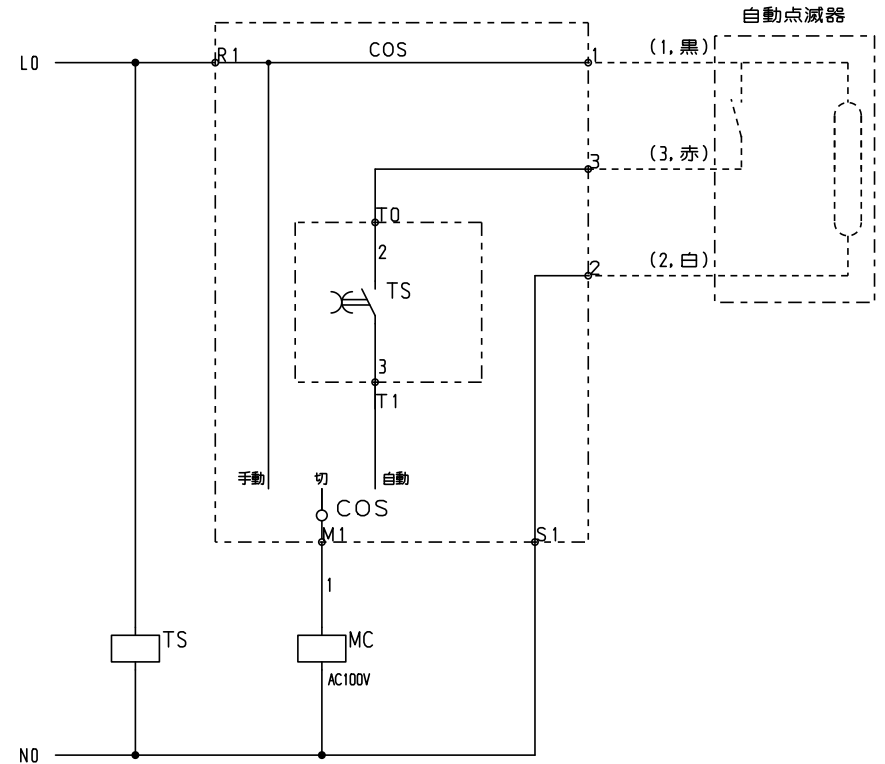 自動点滅器
L0
R1
COS
1
(1,黒)
(3,赤)
3
T0
2
(2,白)
2
TS
3
T1
手動
切
自動
COS
M1
S1
1
TS
MC
AC100V
N0